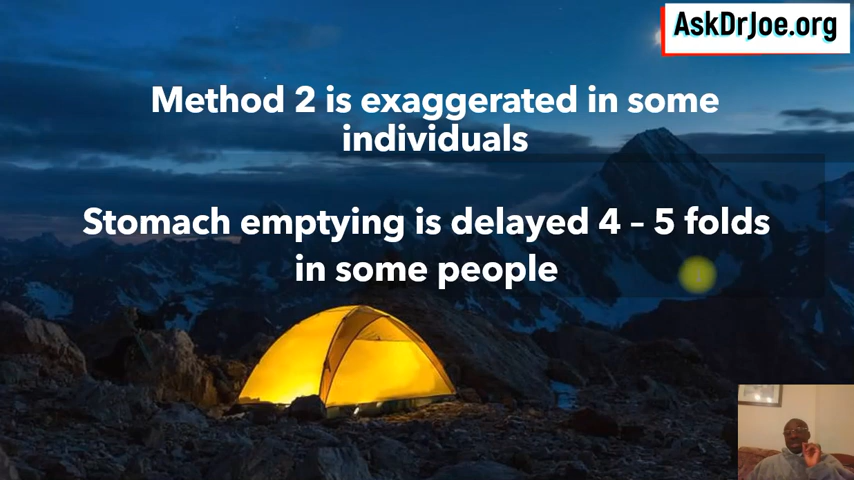 AskDrJoe.org
Method 2 is exaggerated in some
individuals
Stomach emptying is delayed 4 – 5 folds
in some people